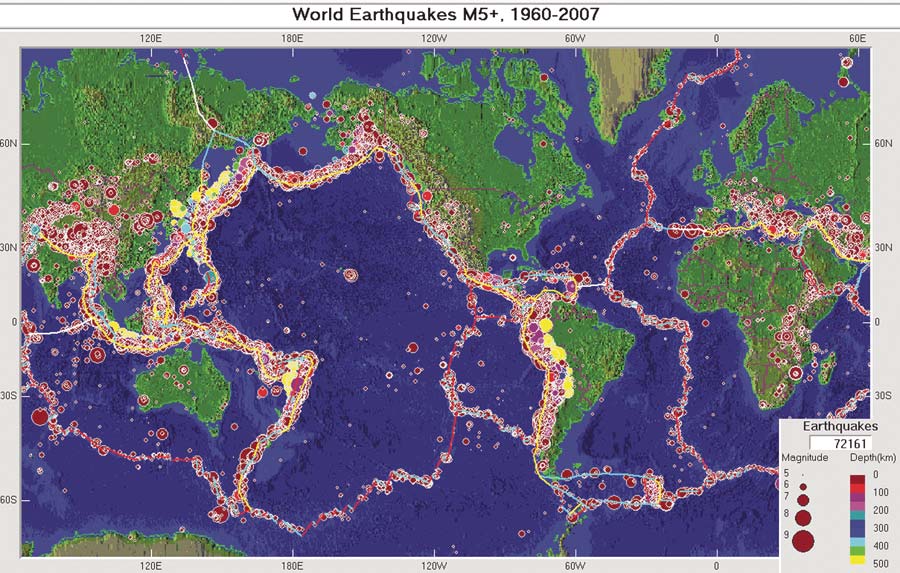 World Earthquakes M5+, 1960-2007
120E 180E 120W 60W 0 60E
60N 60N
30N 30N
0 0
30S 30S
60S
Earthquakes
72161
Magnitude Depth(km)
5 0
6 100
7 200
8 300
9 400
500
120E 180E 120W 60W 0